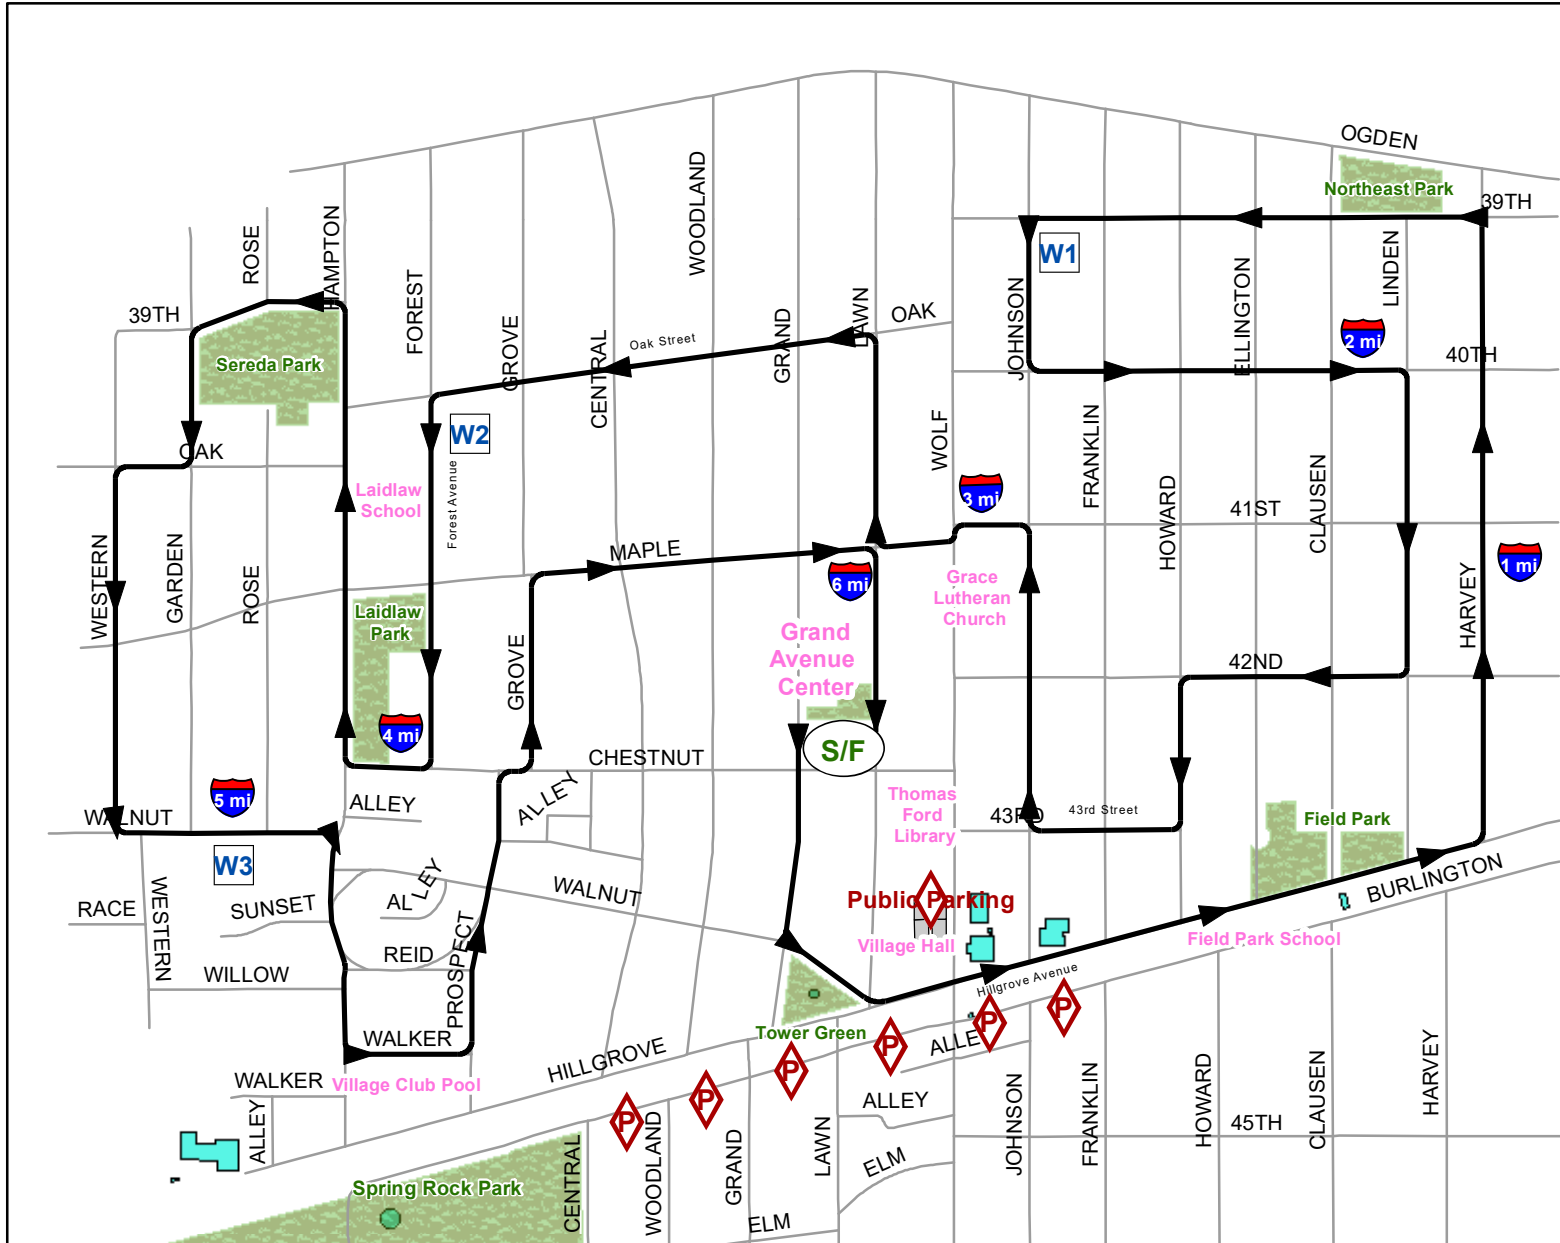 OGDEN
Northeast Park
39TH
WOODLAND
HAMPTON
ROSE
W1
LINDEN
FOREST
ELLINGTON
JOHNSON
39TH
LAWN
OAK
GRAND
GROVE
CENTRAL
Oak Street
2 mi
40TH
Sereda Park
W2
WOLF
FRANKLIN
OAK
CLAUSEN
HOWARD
Laidlaw
School
Forest Avenue
3 mi
41ST
WESTERN
GARDEN
ROSE
MAPLE
6 mi
Grace
Lutheran
Church
1 mi
HARVEY
Laidlaw
Park
Grand
Avenue
Center
GROVE
42ND
4 mi
S/F
CHESTNUT
5 mi
ALLEY
ALLEY
WALNUT
Thomas
Ford
Library
43RD
43rd Street
Field Park
W3
WALNUT
ALLEY
WESTERN
RACE
SUNSET
Public Parking
BURLINGTON
Village Hall
Field Park School
REID
PROSPECT
WILLOW
Hillgrove Avenue
P
P
WALKER
Tower Green
P
ALLE
HILLGROVE
P
WALKER
Village Club Pool
P
P
ALLEY
ALLEY
JOHNSON
FRANKLIN
HOWARD
CLAUSEN
HARVEY
45TH
CENTRAL
WOODLAND
GRAND
LAWN
ELM
Spring Rock Park
ELM